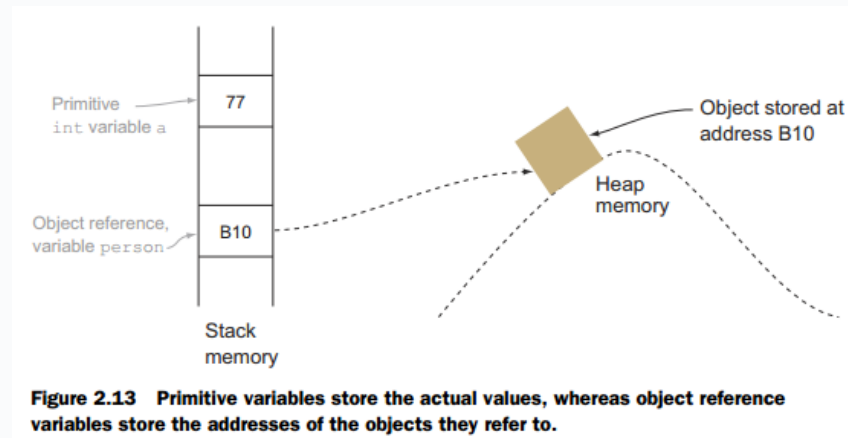 Primitive
int variable a
77
Object stored at
address B10
Heap
memory
Object reference,
variable person
B10
Stack
memory
Figure 2.13 Primitive variables store the actual values, whereas object reference
variables store the addresses of the objects they refer to.